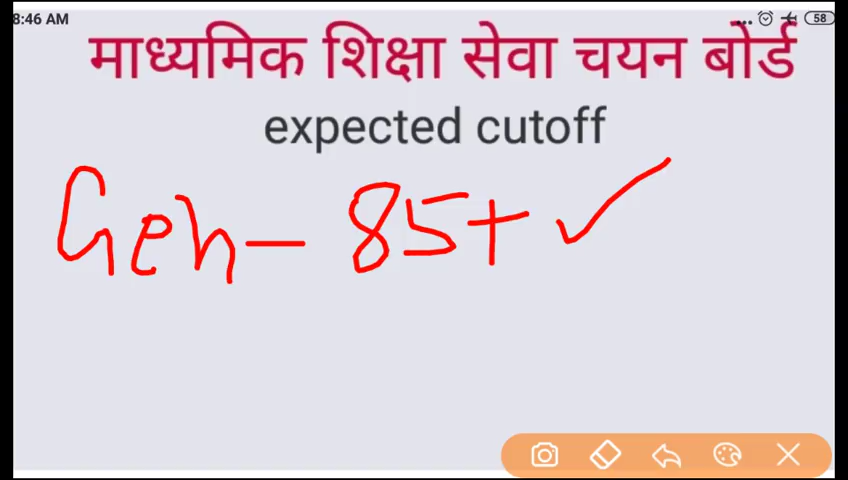 8:46 AM ... 58
माध्यमिक शिक्षा सेवा चयन बोर्ड
expected cutoff
Gen - 85+ ✓